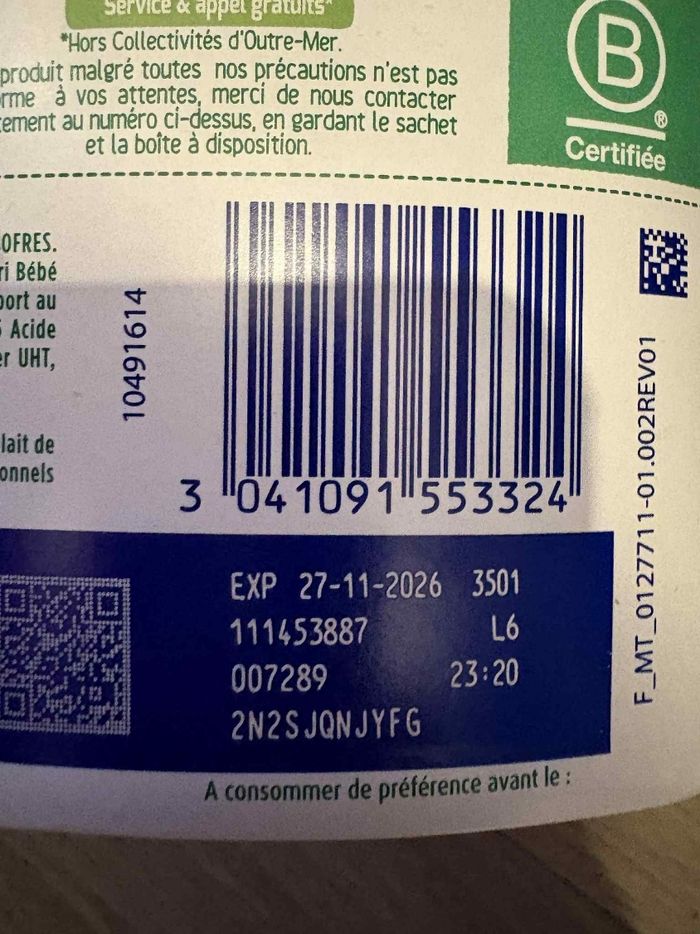 Service & appel gratuits*
*Hors Collectivités d'Outre-Mer.
produit malgré toutes nos précautions n'est pas
à vos attentes, merci de nous contacter
au numéro ci-dessus, en gardant le sachet
et la boîte à disposition.
B
®
Certifiée
OFRES.
Bébé
port au
Acide
UHT,
lait de
10491614
3 041091 553324
F_MT_0127711-01.002REV01
EXP 27-11-2026 3501
111453887 L6
007289 23:20
2N2SJQNJYFG
A consommer de préférence avant le :